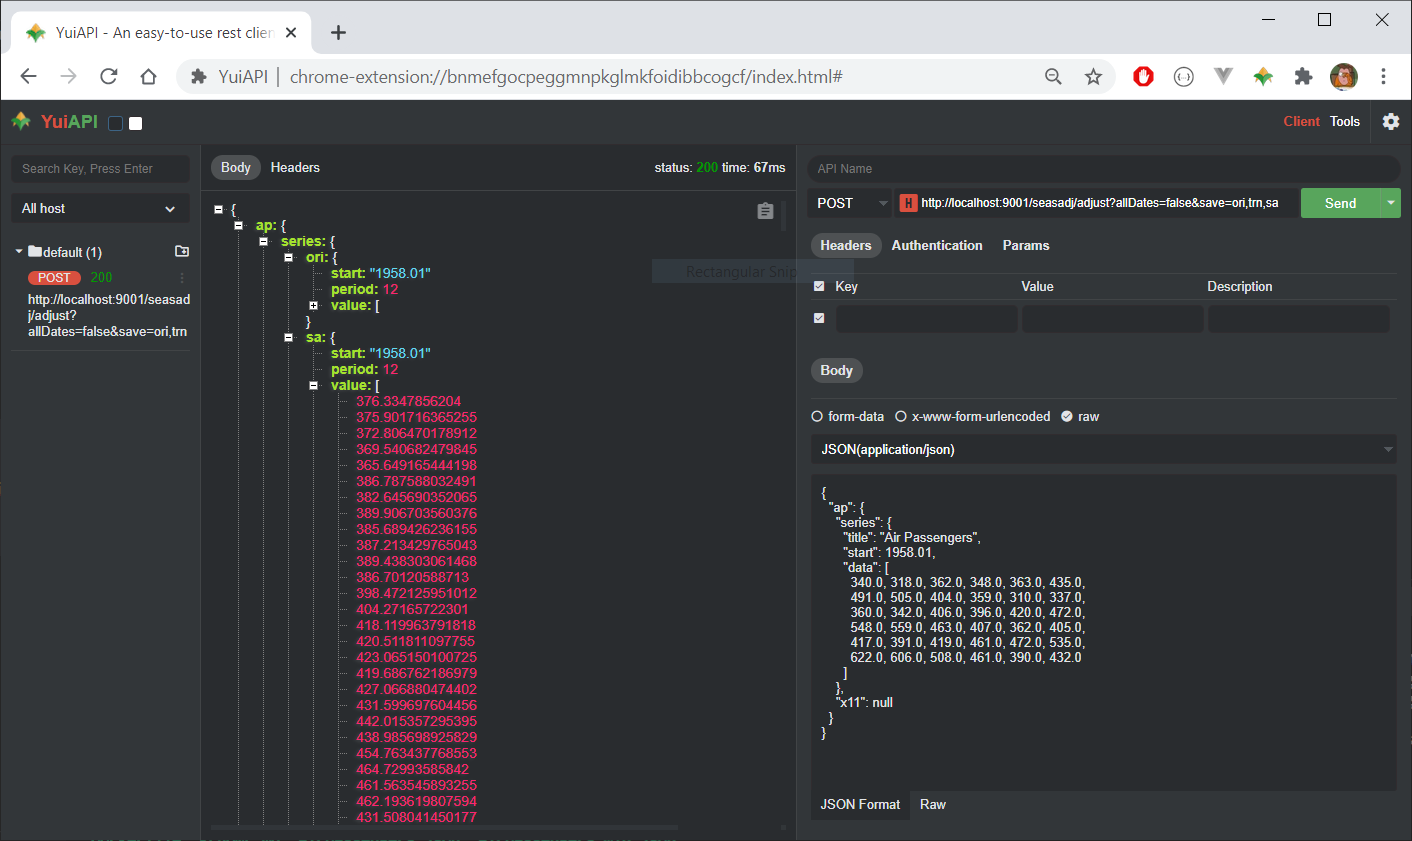 YuiAPI - An easy-to-use rest clien
YuiAPI | chrome-extension://bnmefgocpeggmnpkglmkfoidibbcogcf/index.html#
YuiAPI
Client Tools
Search Key, Press Enter
All host
default (1)
POST 200
http://localhost:9001/seasad
j/adjust?
allDates=false&save=ori,trn
Body Headers
status: 200 time: 67ms
{
ap: {
series: {
ori: {
start: "1958.01"
period: 12
value: [
}
sa: {
start: "1958.01"
period: 12
value: [
376.3347856204
375.901716365255
372.806470178912
369.540682479845
365.649165444198
386.787588032491
382.645690352065
389.906703560376
385.689426236155
387.213429765043
389.438303061468
386.70120588713
398.472125951012
404.27165722301
418.119963791818
420.511811097755
423.065150100725
419.686762186979
427.066880474402
431.599697604456
442.015357295395
438.985698925829
454.763437768553
464.72993585842
461.563545893255
462.193619807594
431.508041450177
Rectangular Snip
API Name
POST
H http://localhost:9001/seasadj/adjust?allDates=false&save=ori,trn,sa
Send
Headers Authentication Params
Key Value Description
Body
form-data x-www-form-urlencoded raw
JSON(application/json)
{
"ap": {
"series": {
"title": "Air Passengers",
"start": 1958.01,
"data": [
340.0, 318.0, 362.0, 348.0, 363.0, 435.0,
491.0, 505.0, 404.0, 359.0, 310.0, 337.0,
360.0, 342.0, 406.0, 396.0, 420.0, 472.0,
548.0, 559.0, 463.0, 407.0, 362.0, 405.0,
417.0, 391.0, 419.0, 461.0, 472.0, 535.0,
622.0, 606.0, 508.0, 461.0, 390.0, 432.0
]
},
"x11": null
}
}
JSON Format Raw